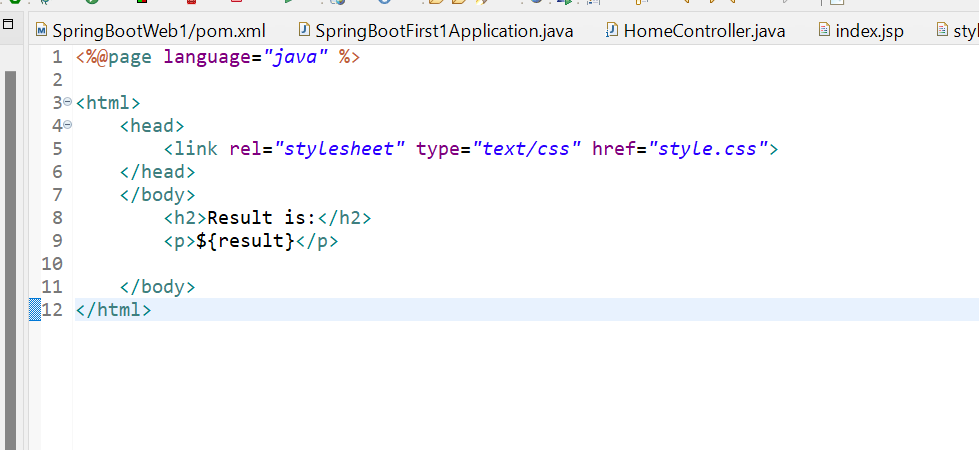 SpringBootWeb1/pom.xml SpringBootFirst1Application.java HomeController.java index.jsp styl
1 <%@page language="java" %>
2
3 <html>
4 <head>
5 <link rel="stylesheet" type="text/css" href="style.css">
6 </head>
7 </body>
8 <h2>Result is:</h2>
9 <p>${result}</p>
10
11 </body>
12 </html>